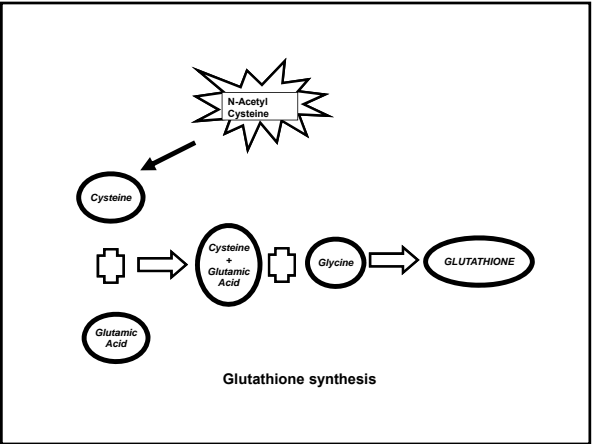 N-Acetyl
Cysteine
Cysteine
Cysteine
+
Glutamic
Acid
Glycine
GLUTATHIONE
Glutamic
Acid
Glutathione synthesis